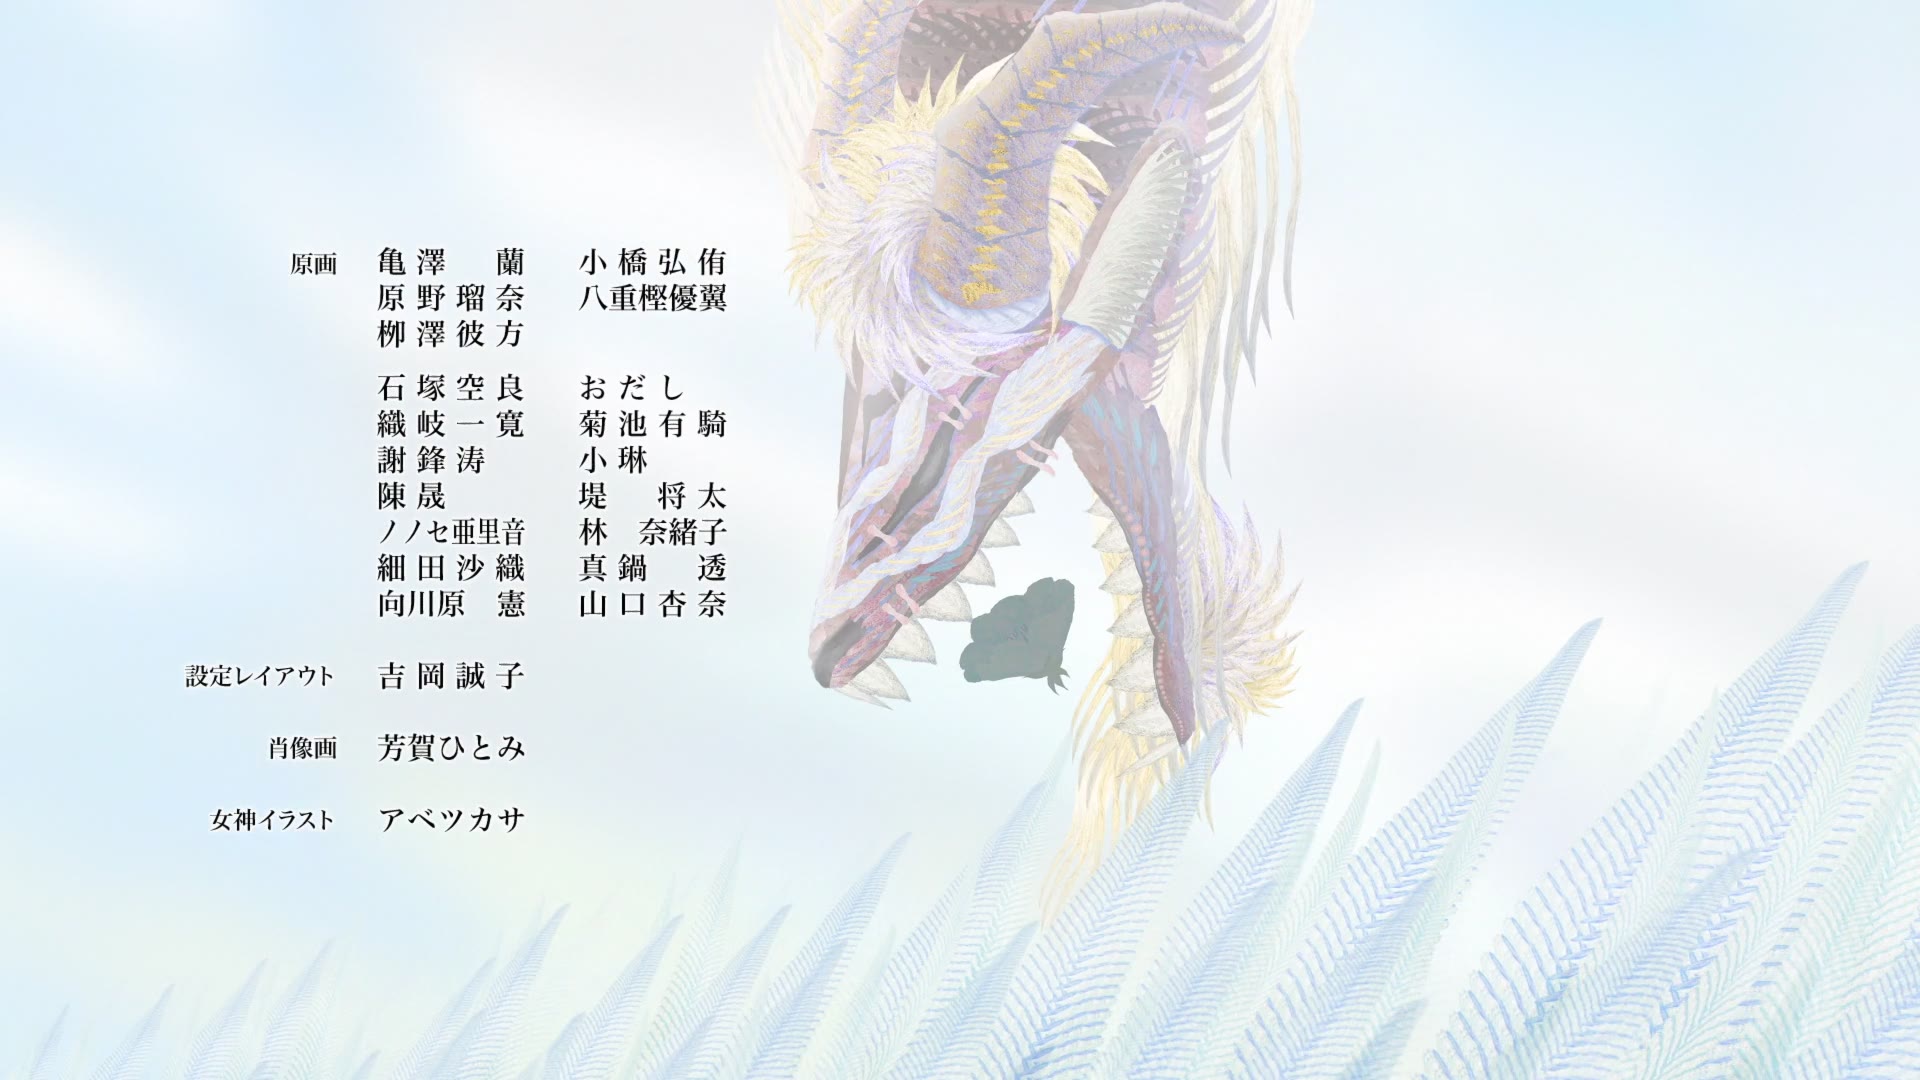 原画 亀澤 蘭 小橋弘侑
原野瑠奈 八重樫優翼
栁澤彼方
石塚空良 おだし
織岐一寛 菊池有騎
謝鋒涛 小琳
陳晟 堤 将太
ノノセ亜里音 林 奈緒子
細田沙織 真鍋 透
向川原 憲 山口杏奈
設定レイアウト 吉岡誠子
肖像画 芳賀ひとみ
女神イラスト アベツカサ